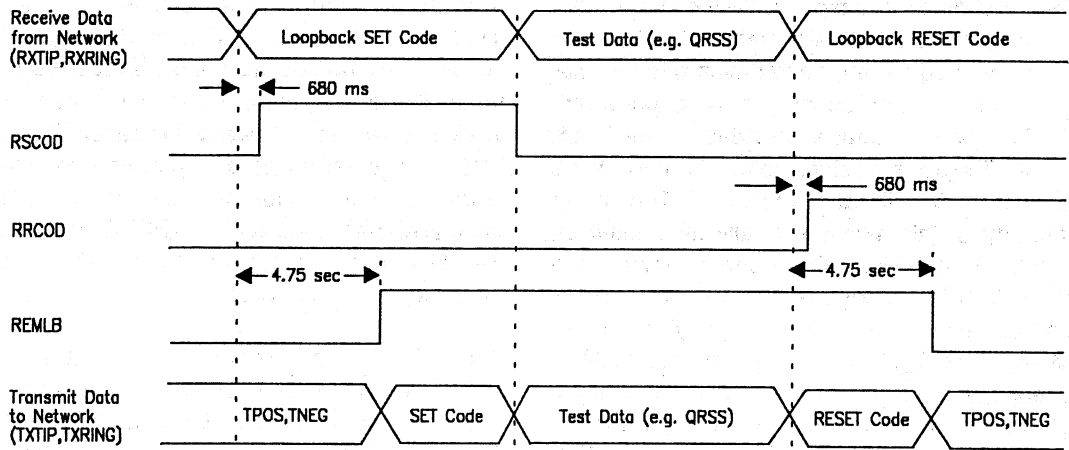 Receive Data
from Network
(RXTIP,RXRING)
Loopback SET Code
Test Data (e.g. QRSS)
Loopback RESET Code
680 ms
RSCOD
680 ms
RRCOD
4.75 sec
4.75 sec
REMLB
Transmit Data
to Network
(TXTIP,TXRING)
TPOS,TNEG
SET Code
Test Data (e.g. QRSS)
RESET Code
TPOS,TNEG